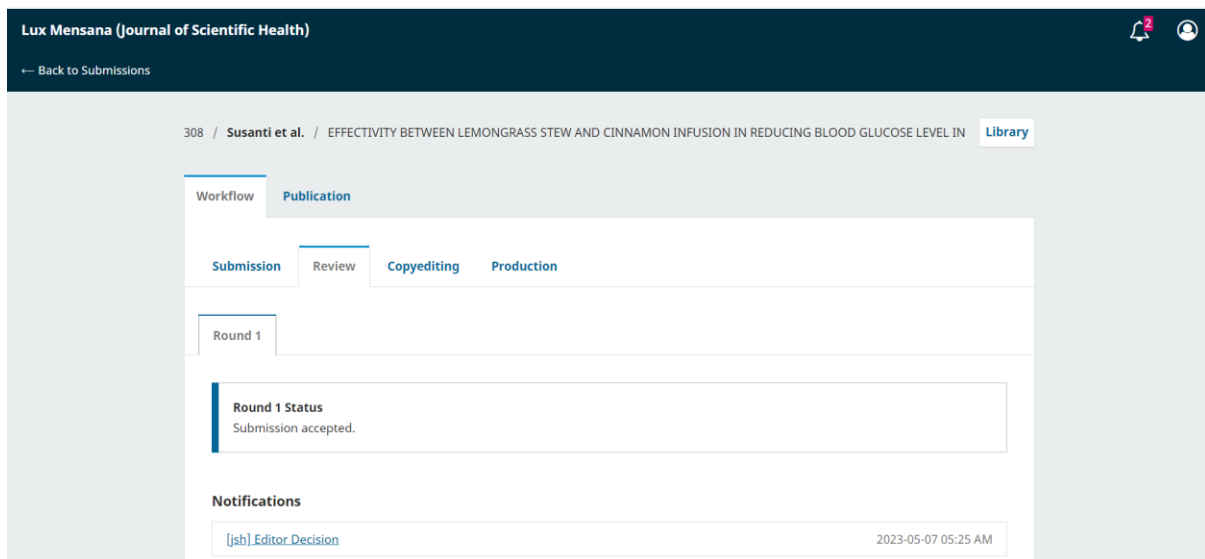 Lux Mensana (Journal of Scientific Health)
2
← Back to Submissions
308 / Susanti et al. / EFFECTIVITY BETWEEN LEMONGRASS STEW AND CINNAMON INFUSION IN REDUCING BLOOD GLUCOSE LEVEL IN
Library
Workflow Publication
Submission Review Copyediting Production
Round 1
Round 1 Status
Submission accepted.
Notifications
[jsh] Editor Decision 2023-05-07 05:25 AM